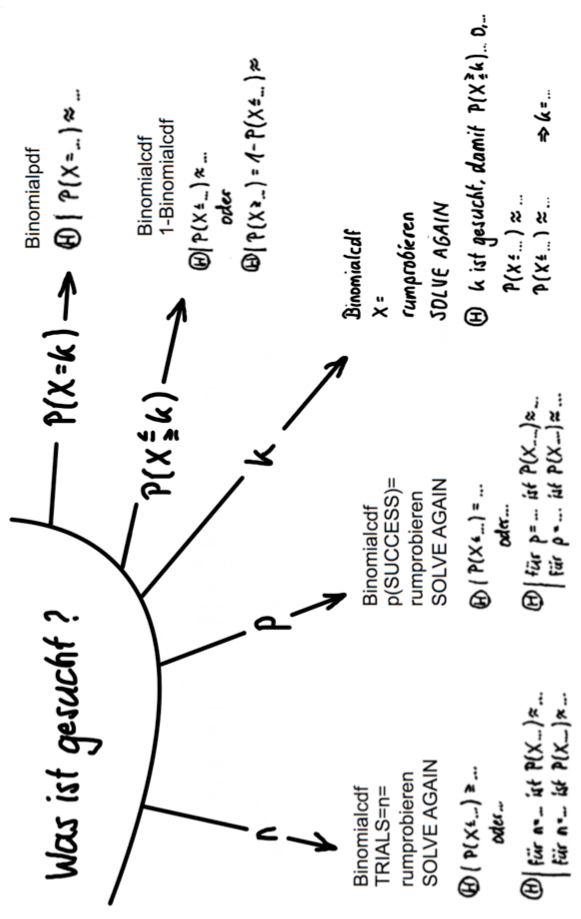 Was ist gesucht?
P(X=k)
Binomialpdf
Ⓗ | P(X=...) ≈ ...
P(X≦≧k)
Binomialcdf
1-Binomialcdf
Ⓗ | P(X≤...) ≈ ...
oder
Ⓗ | P(X≥...) = 1-P(X≤...) ≈
k
Binomialcdf
X=
rumprobieren
SOLVE AGAIN
Ⓗ k ist gesucht, damit P(X≧≦k)... 0,...
P(X≤...) ≈ ...
P(X≤...) ≈ ... ⇒ k=...
p
Binomialcdf
p(SUCCESS)=
rumprobieren
SOLVE AGAIN
Ⓗ | P(X≤...) = ...
oder...
Ⓗ | für p=... ist P(X...)≈...
| für p=... ist P(X...)≈...
n
Binomialcdf
TRIALS=n=
rumprobieren
SOLVE AGAIN
Ⓗ | P(X≤...) ≥ ...
oder...
Ⓗ | für n=... ist P(X...)≈...
| für n=... ist P(X...)≈...